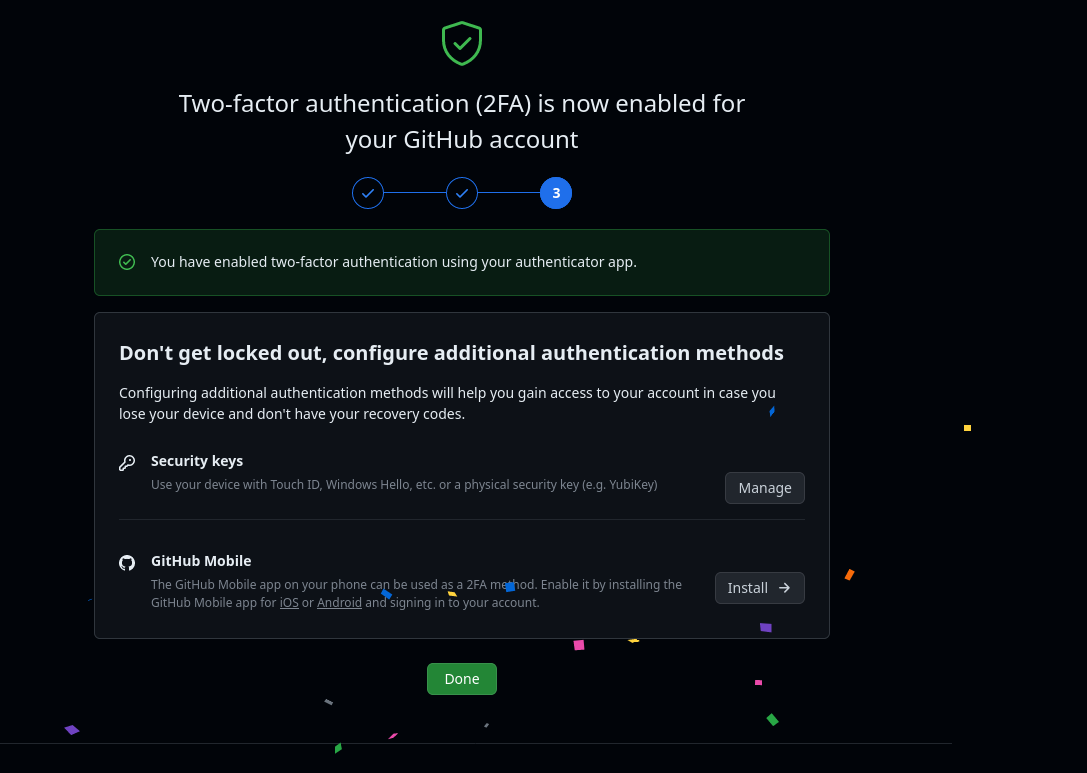 Two-factor authentication (2FA) is now enabled for
your GitHub account
3
You have enabled two-factor authentication using your authenticator app.
Don't get locked out, configure additional authentication methods
Configuring additional authentication methods will help you gain access to your account in case you
lose your device and don't have your recovery codes.
Security keys
Use your device with Touch ID, Windows Hello, etc. or a physical security key (e.g. YubiKey)
Manage
GitHub Mobile
The GitHub Mobile app on your phone can be used as a 2FA method. Enable it by installing the
GitHub Mobile app for iOS or Android and signing in to your account.
Install
Done